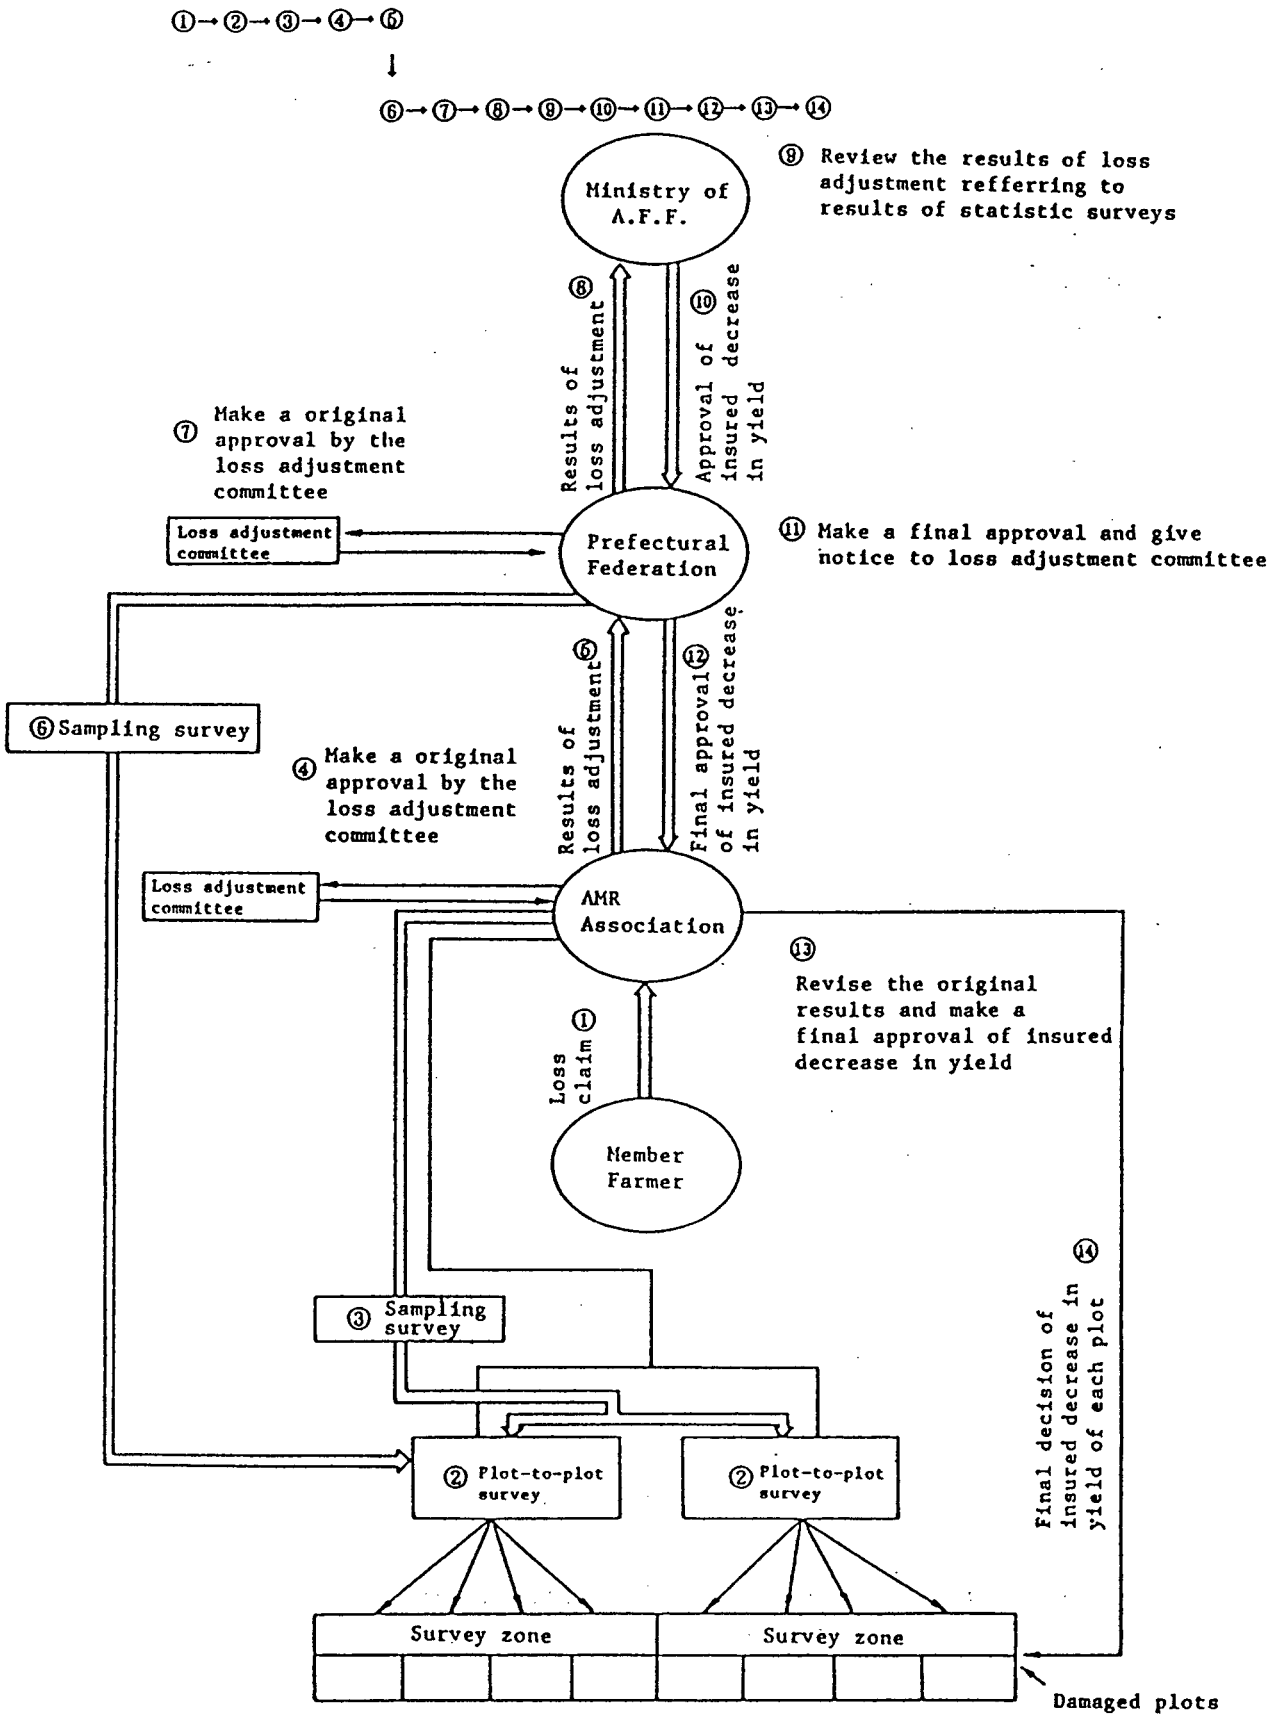 ①→②→③→④→⑤
↓
⑥→⑦→⑧→⑨→⑩→⑪→⑫→⑬→⑭
Ministry of
A.F.F.
⑨ Review the results of loss
adjustment refferring to
results of statistic surveys
⑧
Results of
loss adjustment
⑩
Approval of
insured decrease
in yield
⑦ Make a original
approval by the
loss adjustment
committee
Loss adjustment
committee
Prefectural
Federation
⑪ Make a final approval and give
notice to loss adjustment committee
⑥ Sampling survey
④ Make a original
approval by the
loss adjustment
committee
⑤
Results of
loss adjustment
⑫
Final approval
of insured decrease
in yield
Loss adjustment
committee
AMR
Association
⑬
Revise the original
results and make a
final approval of insured
decrease in yield
①
Loss
claim
Member
Farmer
③ Sampling
survey
⑭
Final decision of
insured decrease in
yield of each plot
② Plot-to-plot
survey
② Plot-to-plot
survey
Survey zone
Survey zone
Damaged plots